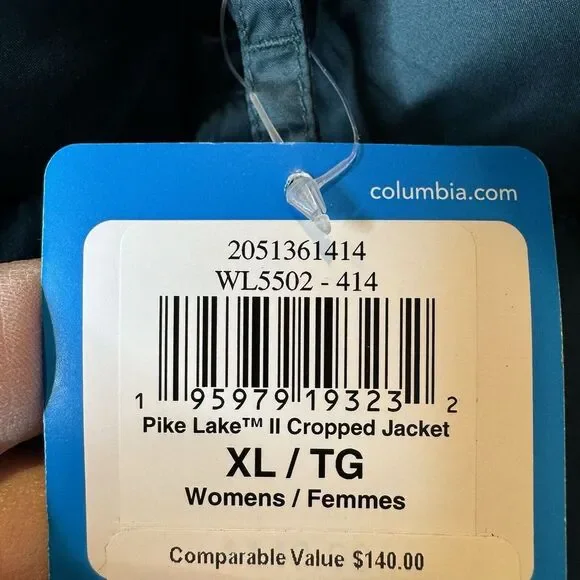 columbia.com
2051361414
WL5502 - 414
1 95979 19323 2
Pike Lake™ II Cropped Jacket
XL / TG
Womens / Femmes
Comparable Value $140.00